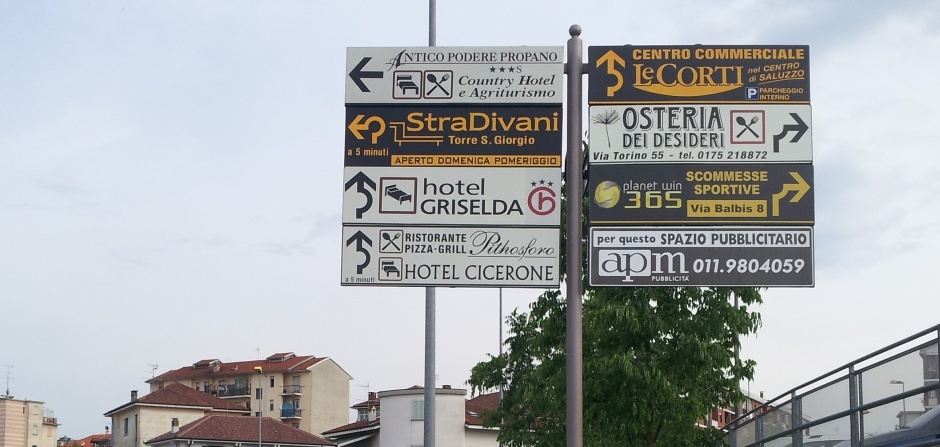 ANTICO PODERE PROPANO
★★★S
Country Hotel
e Agriturismo
StraDivani
Torre S. Giorgio
a 5 minuti
APERTO DOMENICA POMERIGGIO
hotel
GRISELDA
RISTORANTE
PIZZA-GRILL Pithosforo
HOTEL CICERONE
a 5 minuti
CENTRO COMMERCIALE
LeCORTI nel CENTRO
di SALUZZO
P PARCHEGGIO
INTERNO
OSTERIA
DEI DESIDERI
Via Torino 55 - tel. 0175 218872
planet win
365
SCOMMESSE
SPORTIVE
Via Balbis 8
per questo SPAZIO PUBBLICITARIO
apm
PUBBLICITÀ
011.9804059